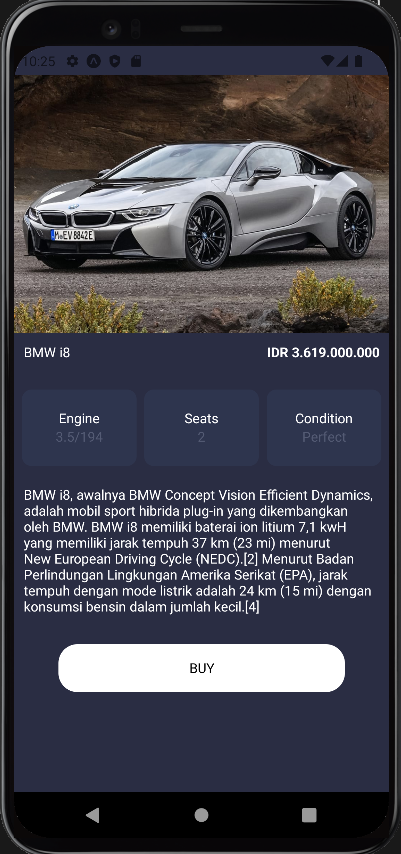 10:25
M·EV 8842E
BMW i8
IDR 3.619.000.000
Engine
Seats
Condition
3.5/194
2
Perfect
BMW i8, awalnya BMW Concept Vision Efficient Dynamics,
adalah mobil sport hibrida plug-in yang dikembangkan
oleh BMW. BMW i8 memiliki baterai ion litium 7,1 kwH
yang memiliki jarak tempuh 37 km (23 mi) menurut
New European Driving Cycle (NEDC).[2] Menurut Badan
Perlindungan Lingkungan Amerika Serikat (EPA), jarak
tempuh dengan mode listrik adalah 24 km (15 mi) dengan
konsumsi bensin dalam jumlah kecil.[4]
BUY